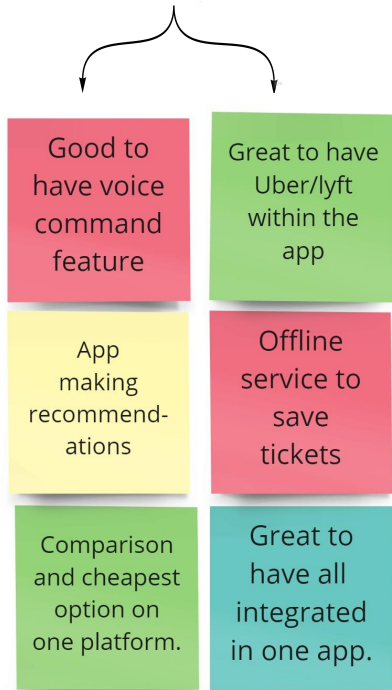 Good to
have voice
command
feature
Great to have
Uber/lyft
within the
app
App
making
recommend-
ations
Offline
service to
save
tickets
Comparison
and cheapest
option on
one platform.
Great to
have all
integrated
in one app.